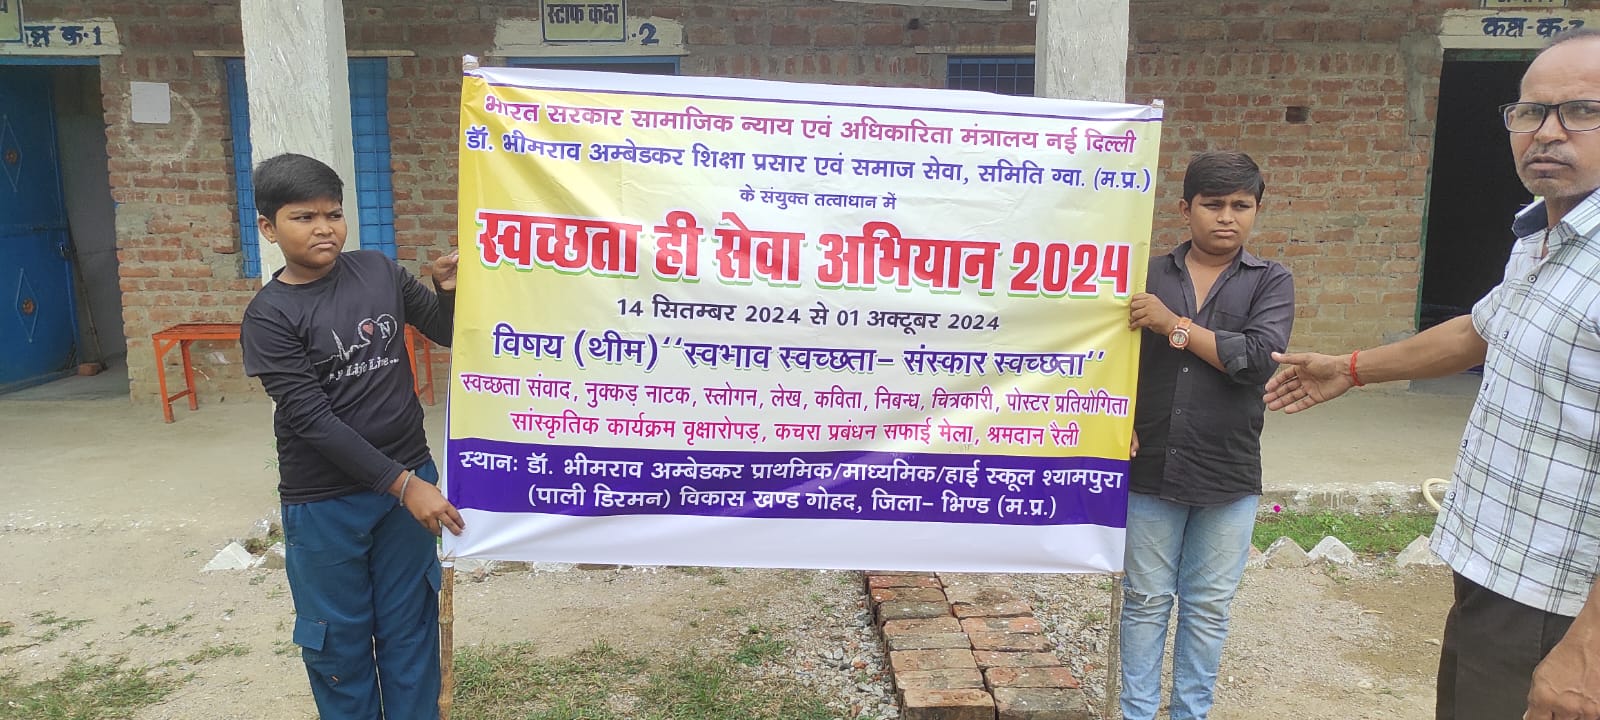 क्ष क.1
स्टाफ कक्ष
.2
कक्ष-क.
भारत सरकार सामाजिक न्याय एवं अधिकारिता मंत्रालय नई दिल्ली
डॉ. भीमराव अम्बेडकर शिक्षा प्रसार एवं समाज सेवा, समिति ग्वा. (म.प्र.)
के संयुक्त तत्वाधान में
स्वच्छता ही सेवा अभियान 2024
14 सितम्बर 2024 से 01 अक्टूबर 2024
विषय (थीम) “स्वभाव स्वच्छता- संस्कार स्वच्छता”
स्वच्छता संवाद, नुक्कड़ नाटक, स्लोगन, लेख, कविता, निबन्ध, चित्रकारी, पोस्टर प्रतियोगिता
सांस्कृतिक कार्यक्रम वृक्षारोपड़, कचरा प्रबंधन सफाई मेला, श्रमदान रैली
स्थानः डॉ. भीमराव अम्बेडकर प्राथमिक/माध्यमिक/हाई स्कूल श्यामपुरा
(पाली डिरमन) विकास खण्ड गोहद, जिला- भिण्ड (म.प्र.)
N
Life Line...